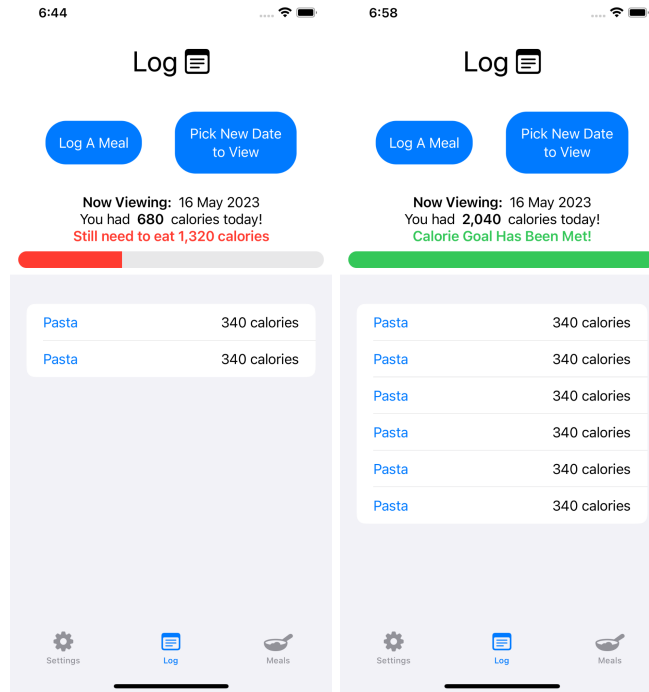 6:44
Log
Log A Meal
Pick New Date
to View
Now Viewing: 16 May 2023
You had 680 calories today!
Still need to eat 1,320 calories
Pasta 340 calories
Pasta 340 calories
Settings Log Meals
6:58
Log
Log A Meal
Pick New Date
to View
Now Viewing: 16 May 2023
You had 2,040 calories today!
Calorie Goal Has Been Met!
Pasta 340 calories
Pasta 340 calories
Pasta 340 calories
Pasta 340 calories
Pasta 340 calories
Pasta 340 calories
Settings Log Meals